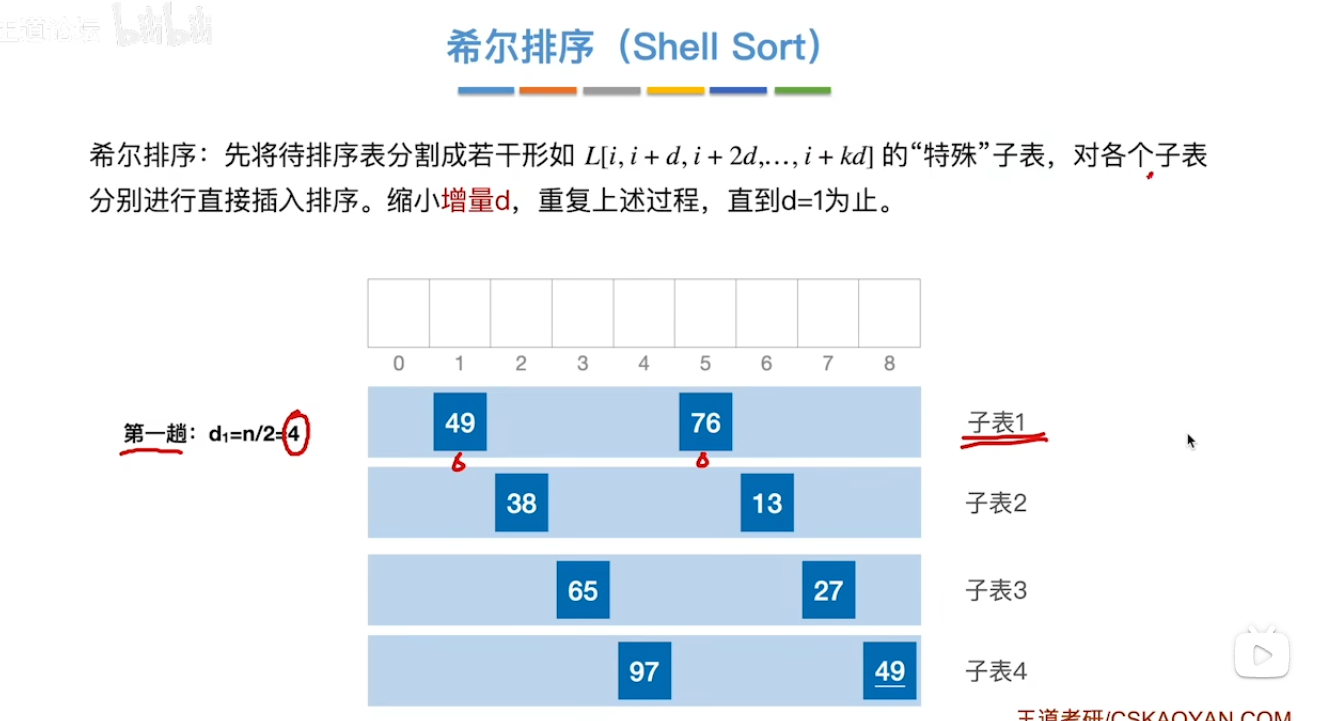 王道论坛 bilibili
希尔排序（Shell Sort）
希尔排序：先将待排序表分割成若干形如 L[i, i + d, i + 2d,…, i + kd] 的“特殊”子表，对各个子表
分别进行直接插入排序。缩小增量d，重复上述过程，直到d=1为止。
0 1 2 3 4 5 6 7 8
第一趟：d₁=n/2=4
49 76 子表1
38 13 子表2
65 27 子表3
97 49 子表4
王道考研/CSKAOYAN.COM